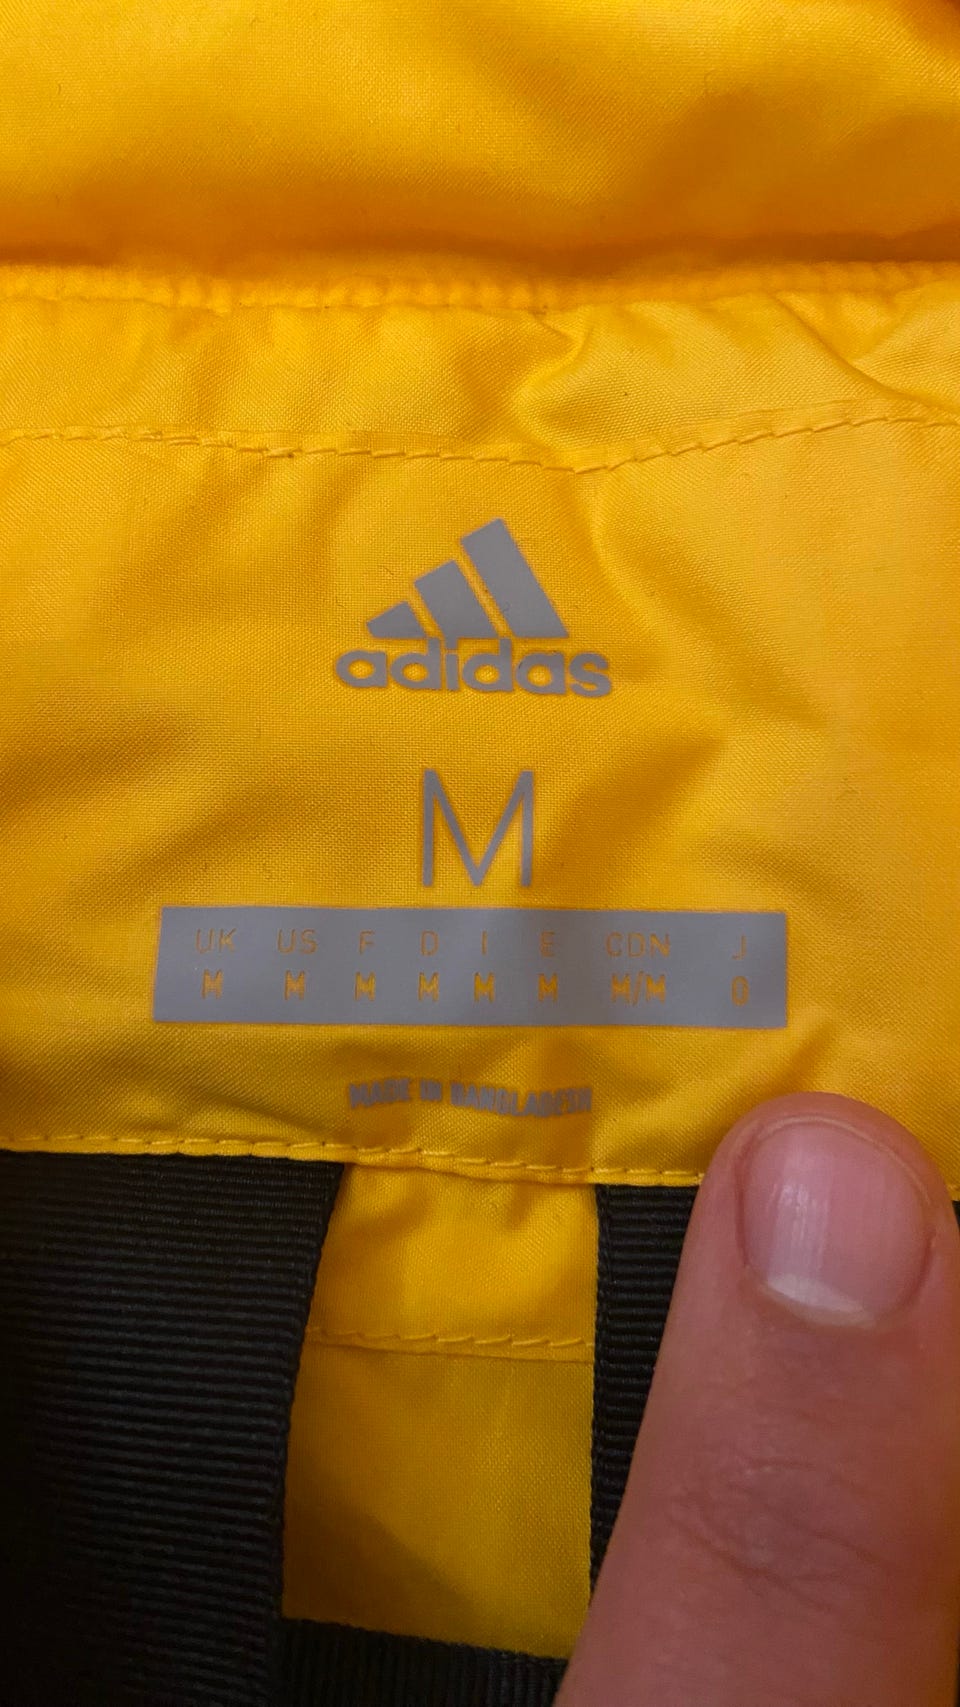 adidas
M
UK US F D I E CDN J
M M M M M M M/M O
MADE IN BANGLADESH